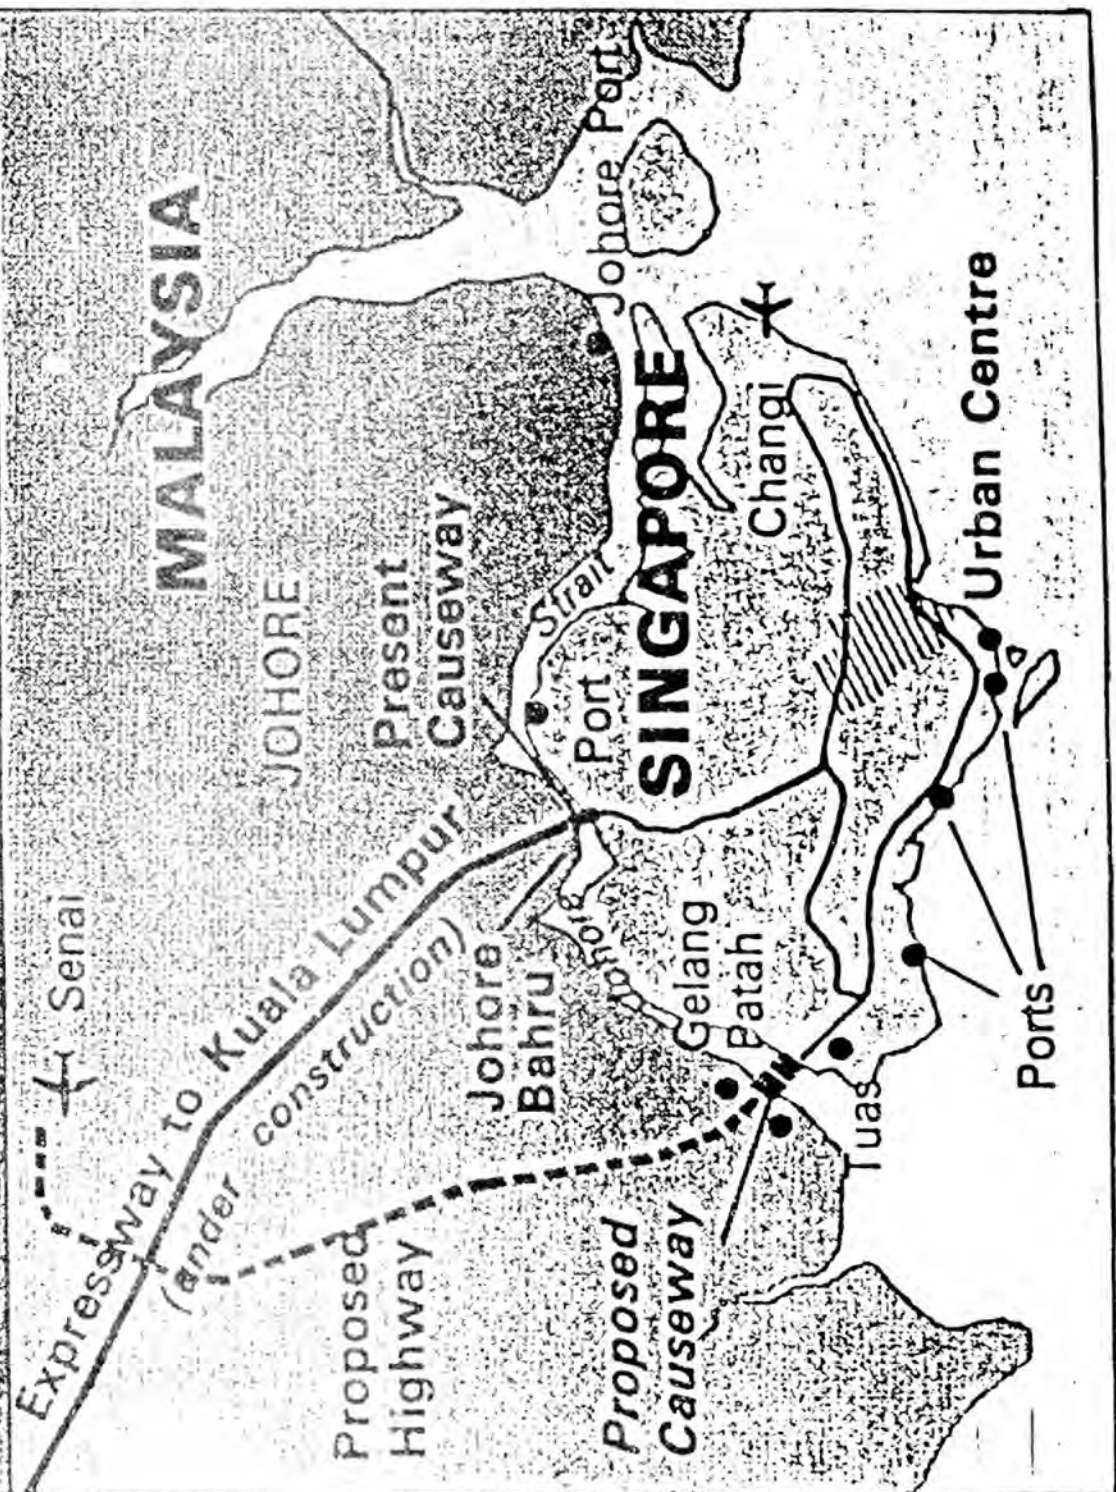 Expressway to Kuala Lumpur
(ander construction)
Senai
MALAYSIA
JOHORE
Proposed
Highway
Present
Causeway
Johore
Bahru
Johore Strait
Port
Johore Port
Proposed
Causeway
SINGAPORE
Gelang
Patah
Changi
Tuas
Urban Centre
Ports